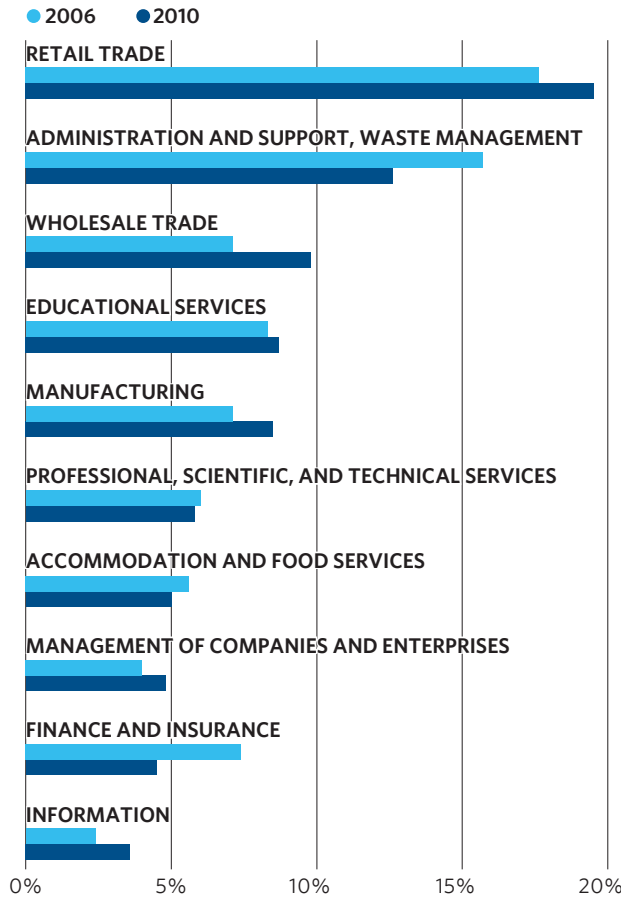 2006 2010
RETAIL TRADE
ADMINISTRATION AND SUPPORT, WASTE MANAGEMENT
WHOLESALE TRADE
EDUCATIONAL SERVICES
MANUFACTURING
PROFESSIONAL, SCIENTIFIC, AND TECHNICAL SERVICES
ACCOMMODATION AND FOOD SERVICES
MANAGEMENT OF COMPANIES AND ENTERPRISES
FINANCE AND INSURANCE
INFORMATION
0% 5% 10% 15% 20%